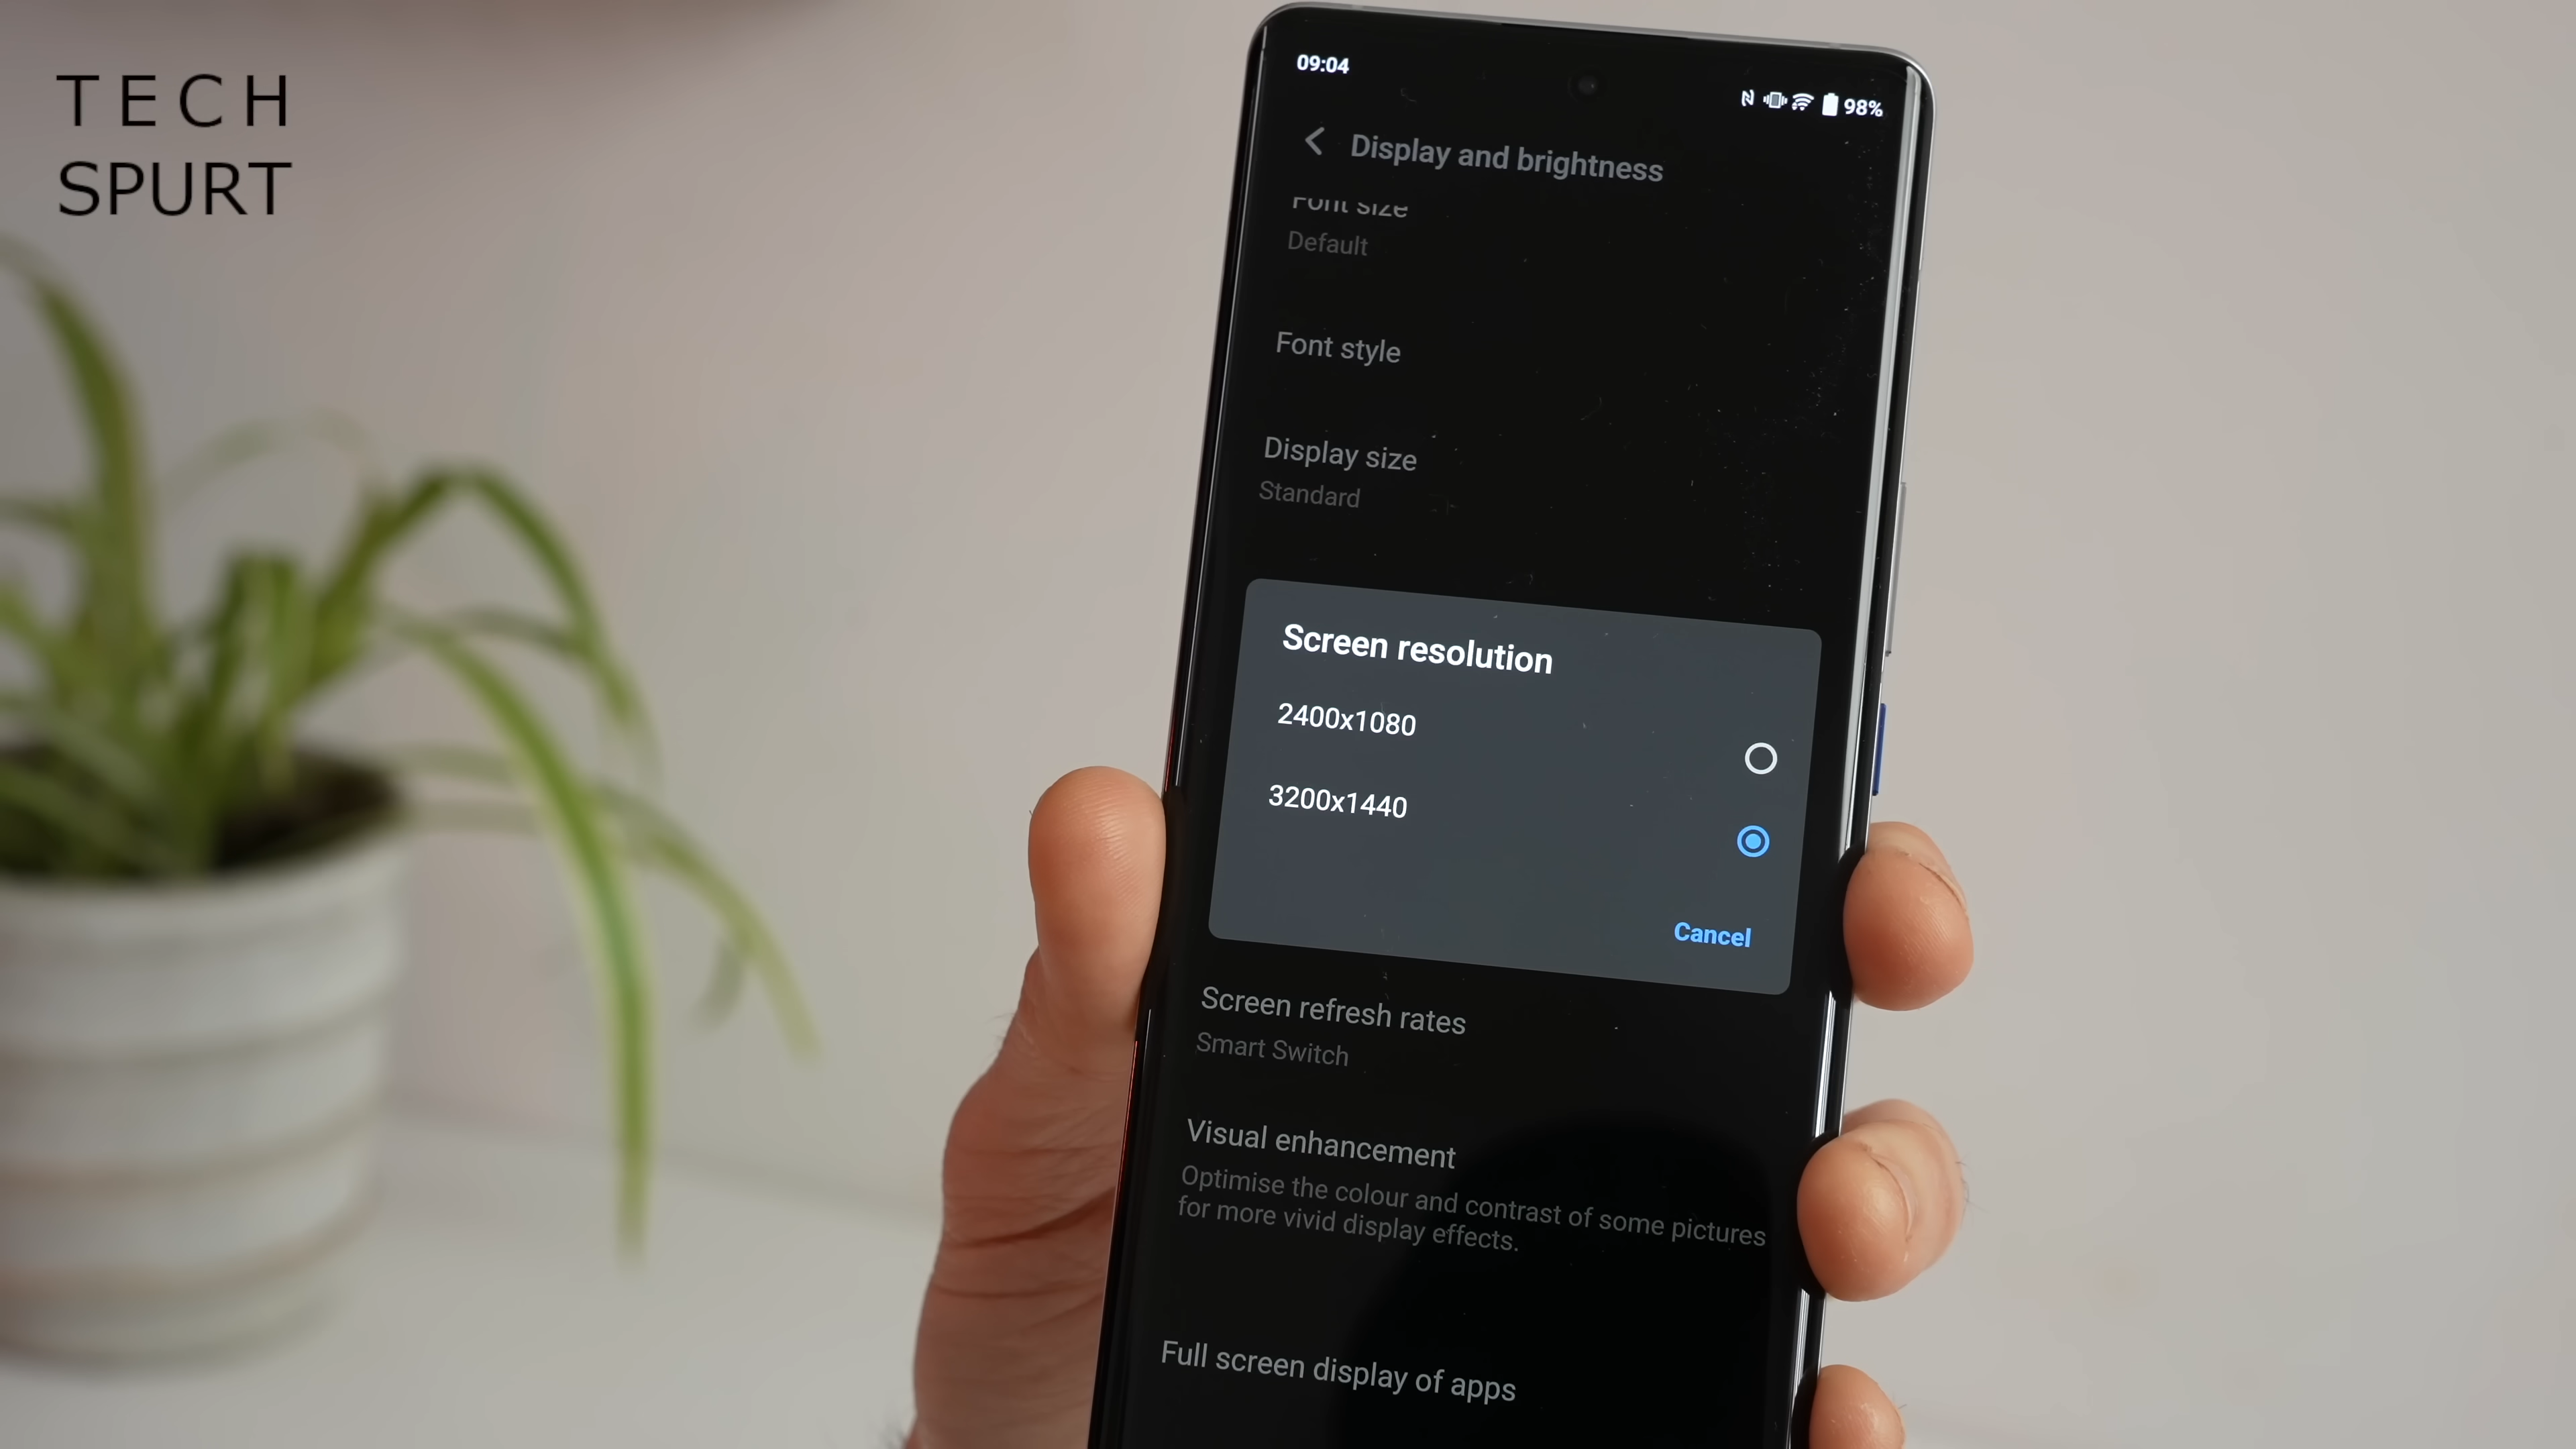 TECH
SPURT
09:04
98%
Display and brightness
Font size
Default
Font style
Display size
Standard
Screen resolution
2400x1080
3200x1440
Cancel
Screen refresh rates
Smart Switch
Visual enhancement
Optimise the colour and contrast of some pictures
for more vivid display effects.
Full screen display of apps